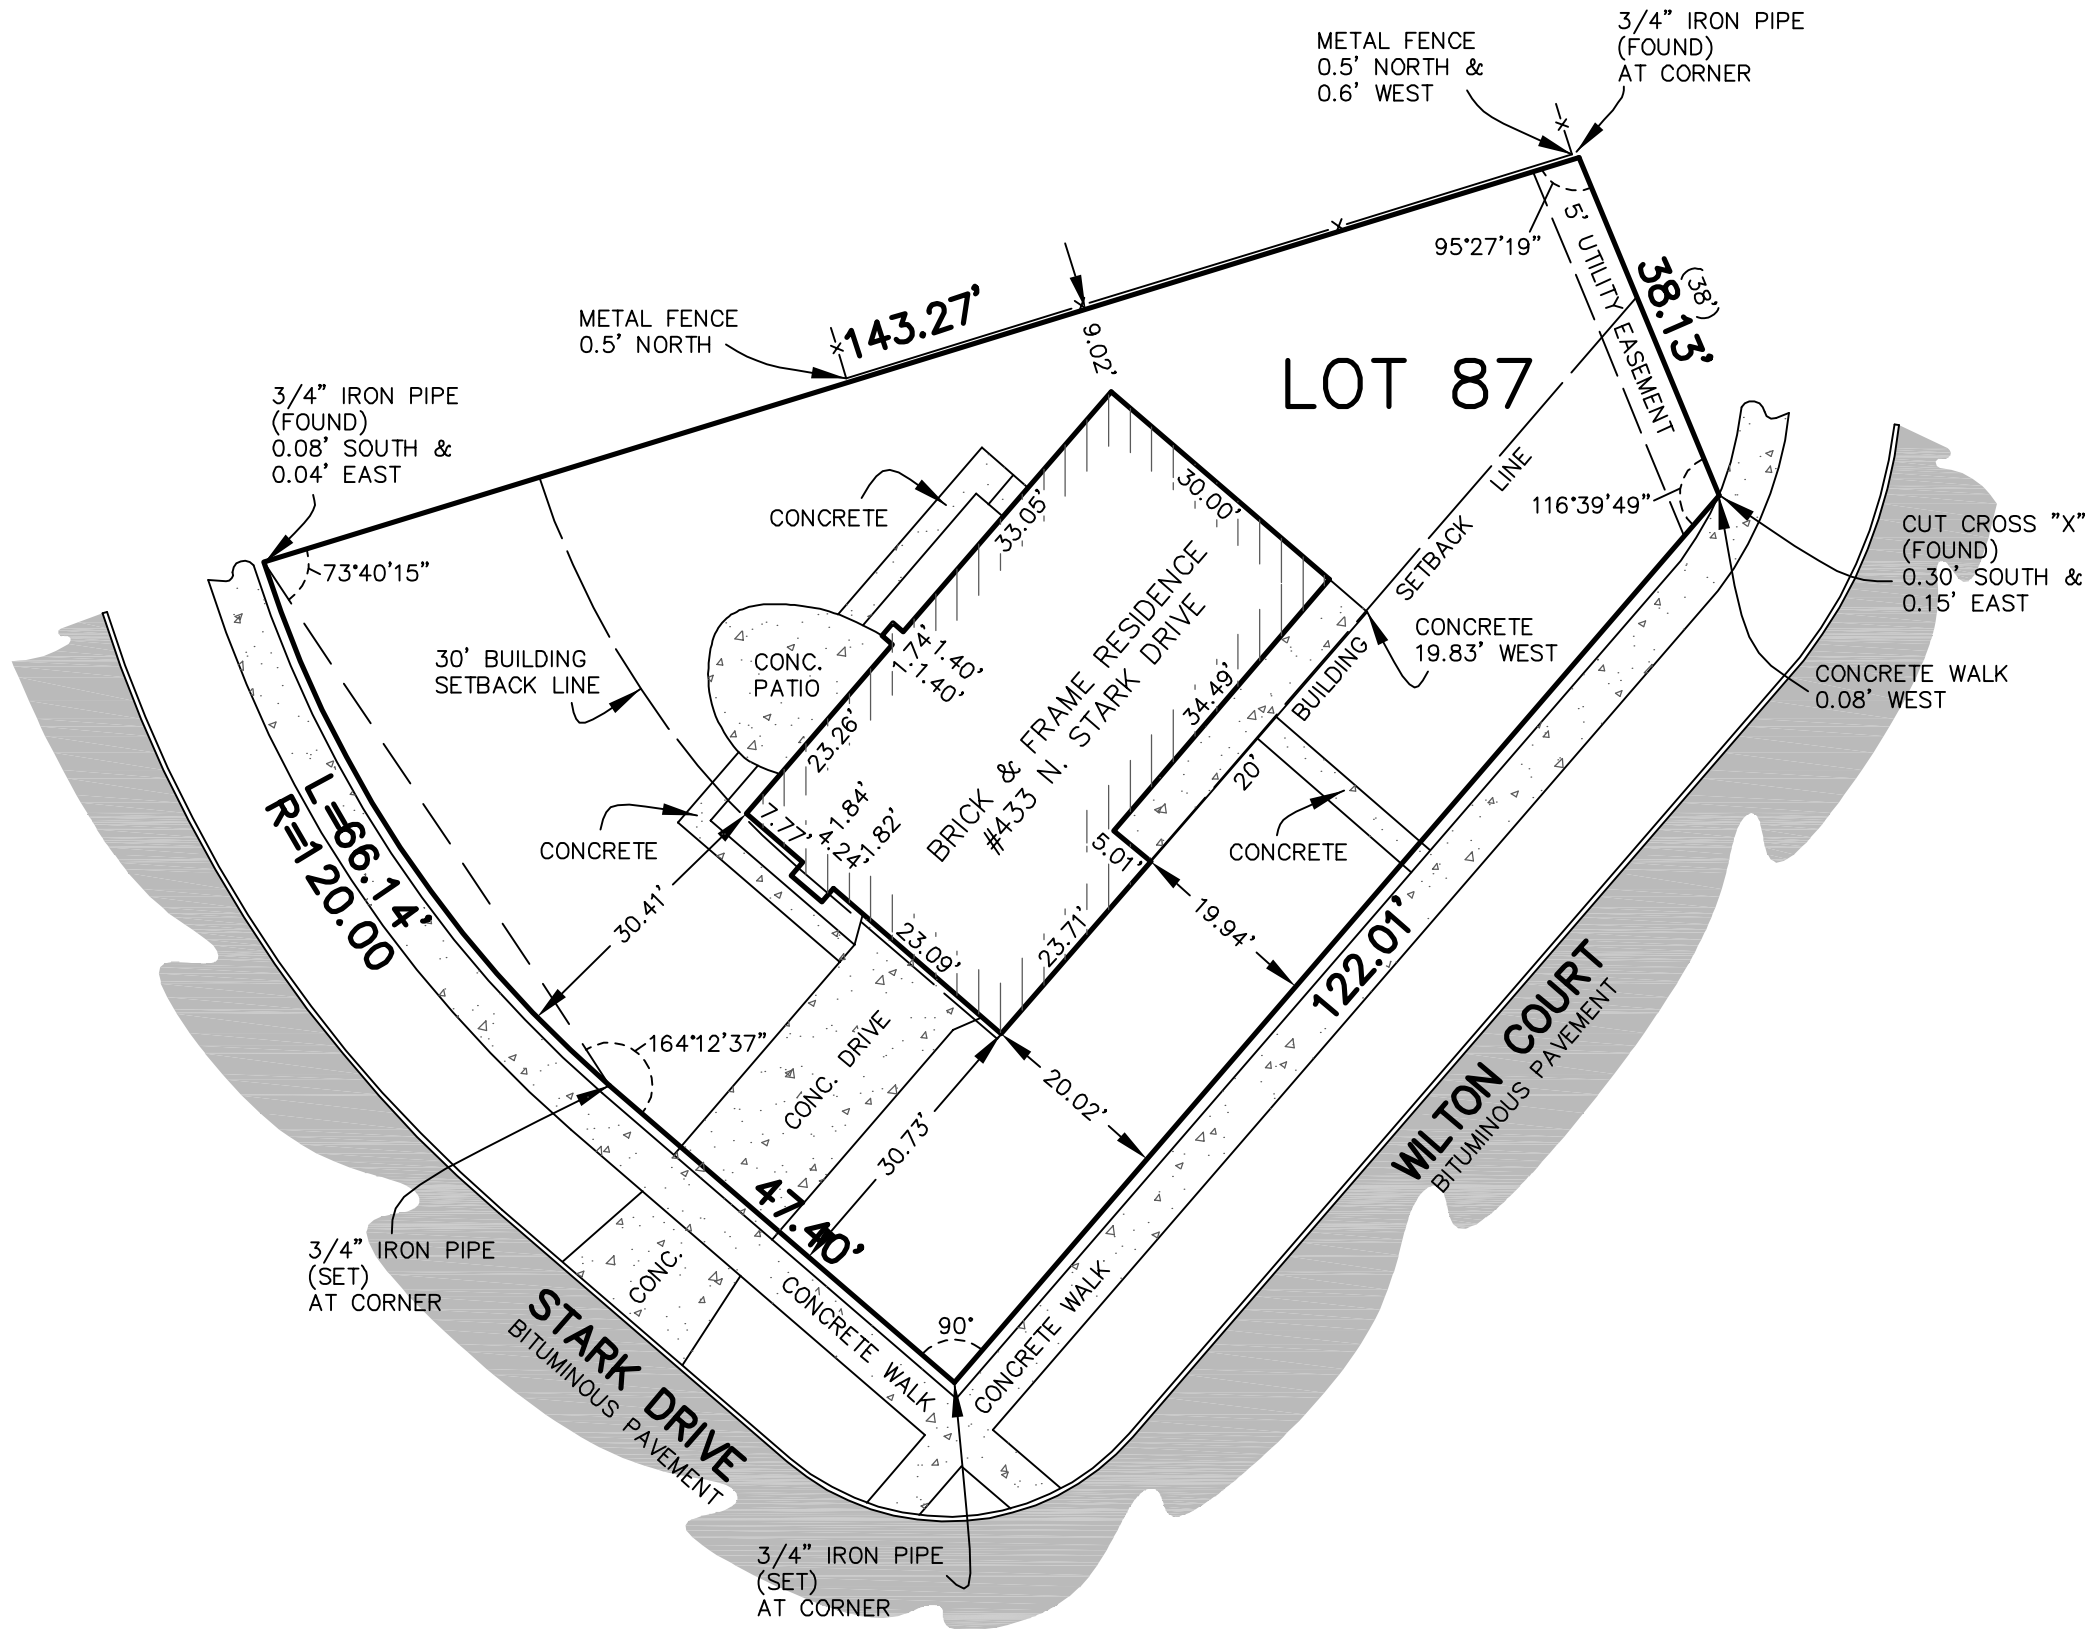 3/4" IRON PIPE
(FOUND)
AT CORNER
METAL FENCE
0.5' NORTH &
0.6' WEST
95°27'19"
5' UTILITY EASEMENT
(38')
38.13'
METAL FENCE
0.5' NORTH
143.27'
9.02'
LOT 87
3/4" IRON PIPE
(FOUND)
0.08' SOUTH &
0.04' EAST
73°40'15"
CONCRETE
33.05'
30.00'
BUILDING SETBACK LINE
116°39'49"
CUT CROSS "X"
(FOUND)
0.30' SOUTH &
0.15' EAST
CONCRETE
19.83' WEST
CONCRETE WALK
0.08' WEST
30' BUILDING
SETBACK LINE
CONC.
PATIO
1.74'
1.40'
1.40'
23.26'
BRICK & FRAME RESIDENCE
#433 N. STARK DRIVE
34.49'
20'
CONCRETE
7.77'
1.84'
4.24'
1.82'
5.01'
CONCRETE
L=66.14'
R=120.00
30.41'
23.09'
23.71'
19.94'
122.01'
164°12'37"
CONC. DRIVE
20.02'
30.73'
WILTON COURT
BITUMINOUS PAVEMENT
47.40'
3/4" IRON PIPE
(SET)
AT CORNER
CONC.
90°
CONCRETE WALK
CONCRETE WALK
STARK DRIVE
BITUMINOUS PAVEMENT
3/4" IRON PIPE
(SET)
AT CORNER